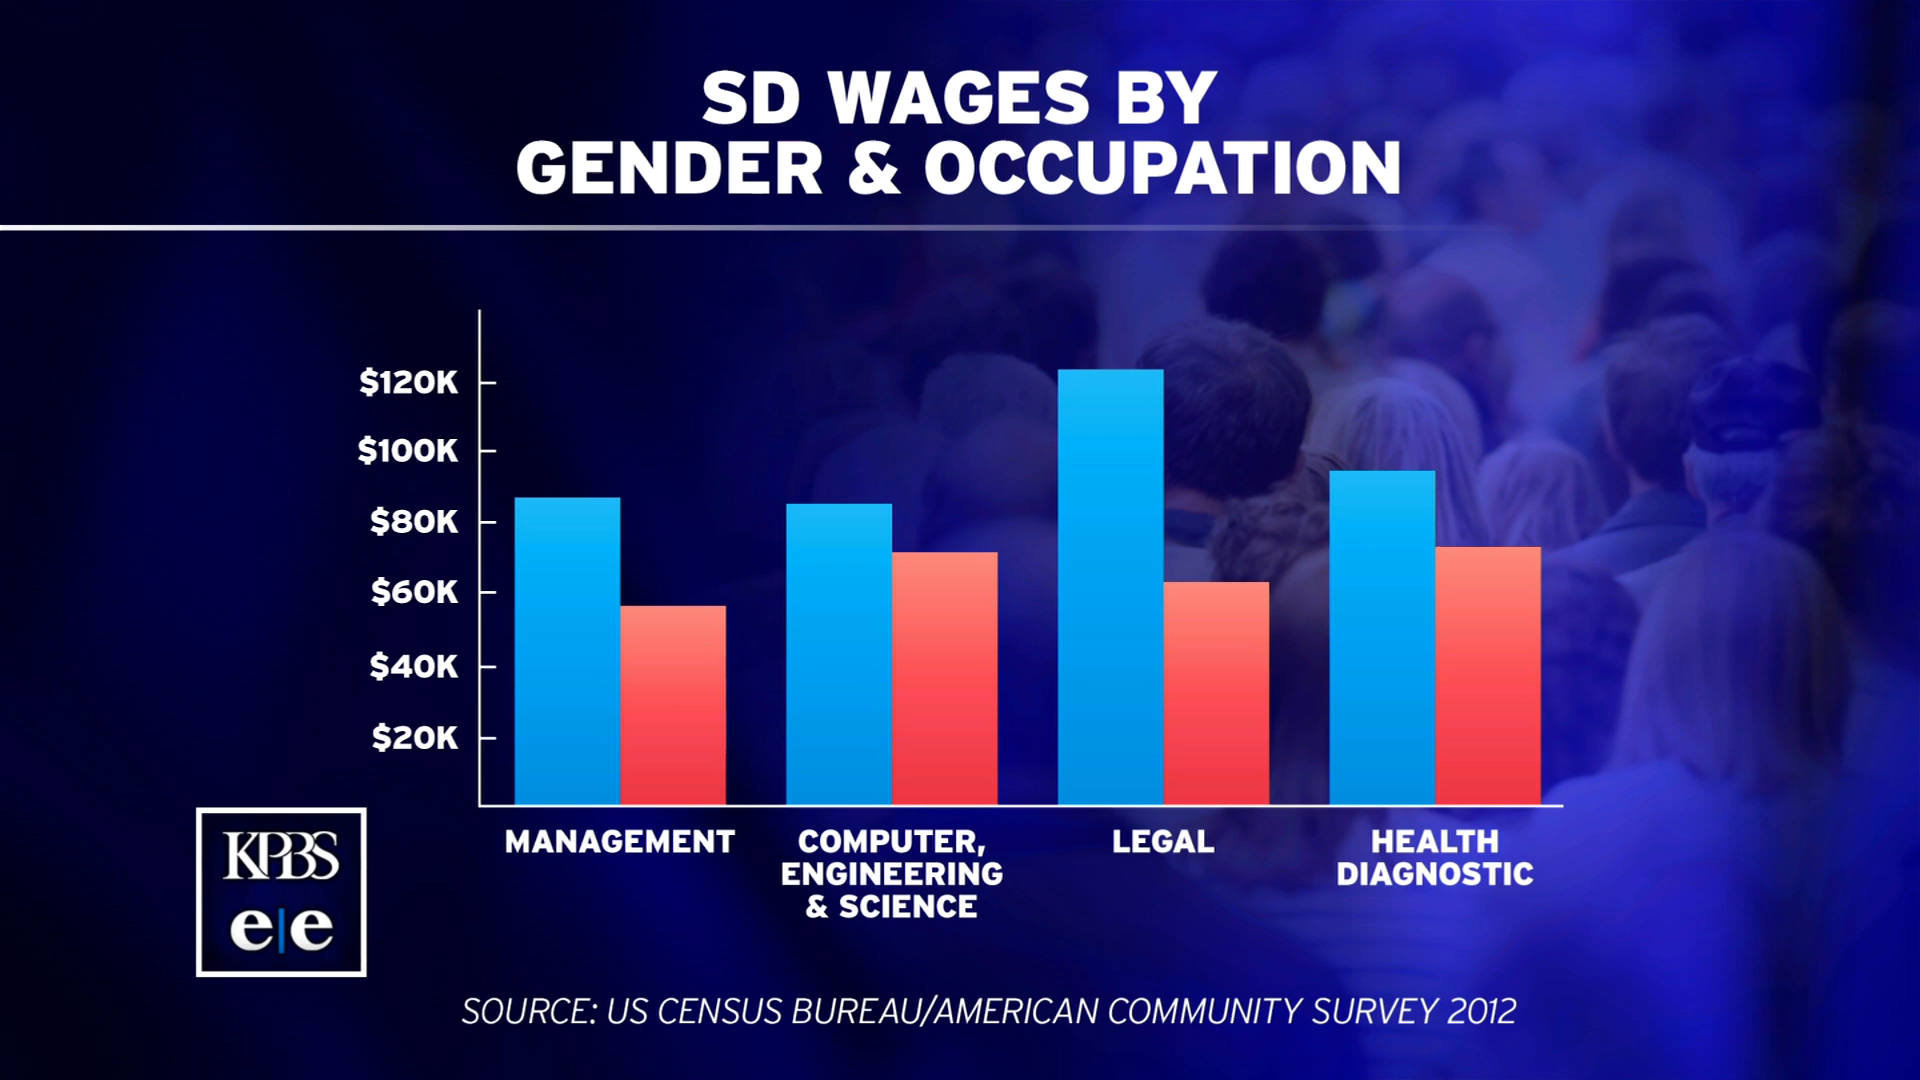 SD WAGES BY
GENDER & OCCUPATION
$120K
$100K
$80K
$60K
$40K
$20K
MANAGEMENT
COMPUTER,
ENGINEERING
& SCIENCE
LEGAL
HEALTH
DIAGNOSTIC
KPBS
e|e
SOURCE: US CENSUS BUREAU/AMERICAN COMMUNITY SURVEY 2012